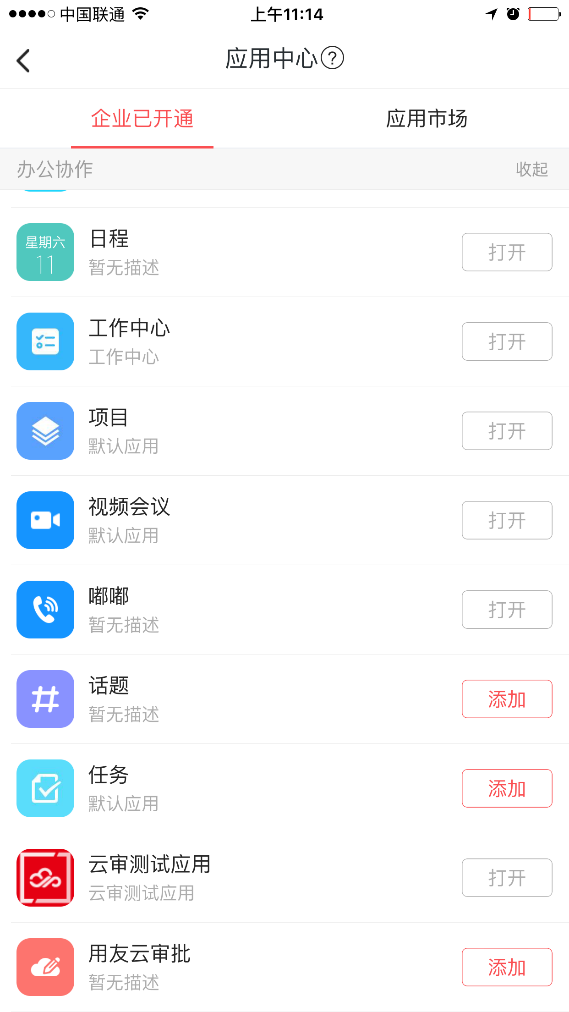 中国联通 上午11:14
应用中心?
企业已开通 应用市场
办公协作 收起
星期六
11
日程
暂无描述
打开
工作中心
工作中心
打开
项目
默认应用
打开
视频会议
默认应用
打开
嘟嘟
暂无描述
打开
话题
暂无描述
添加
任务
默认应用
添加
云审测试应用
云审测试应用
打开
用友云审批
暂无描述
添加